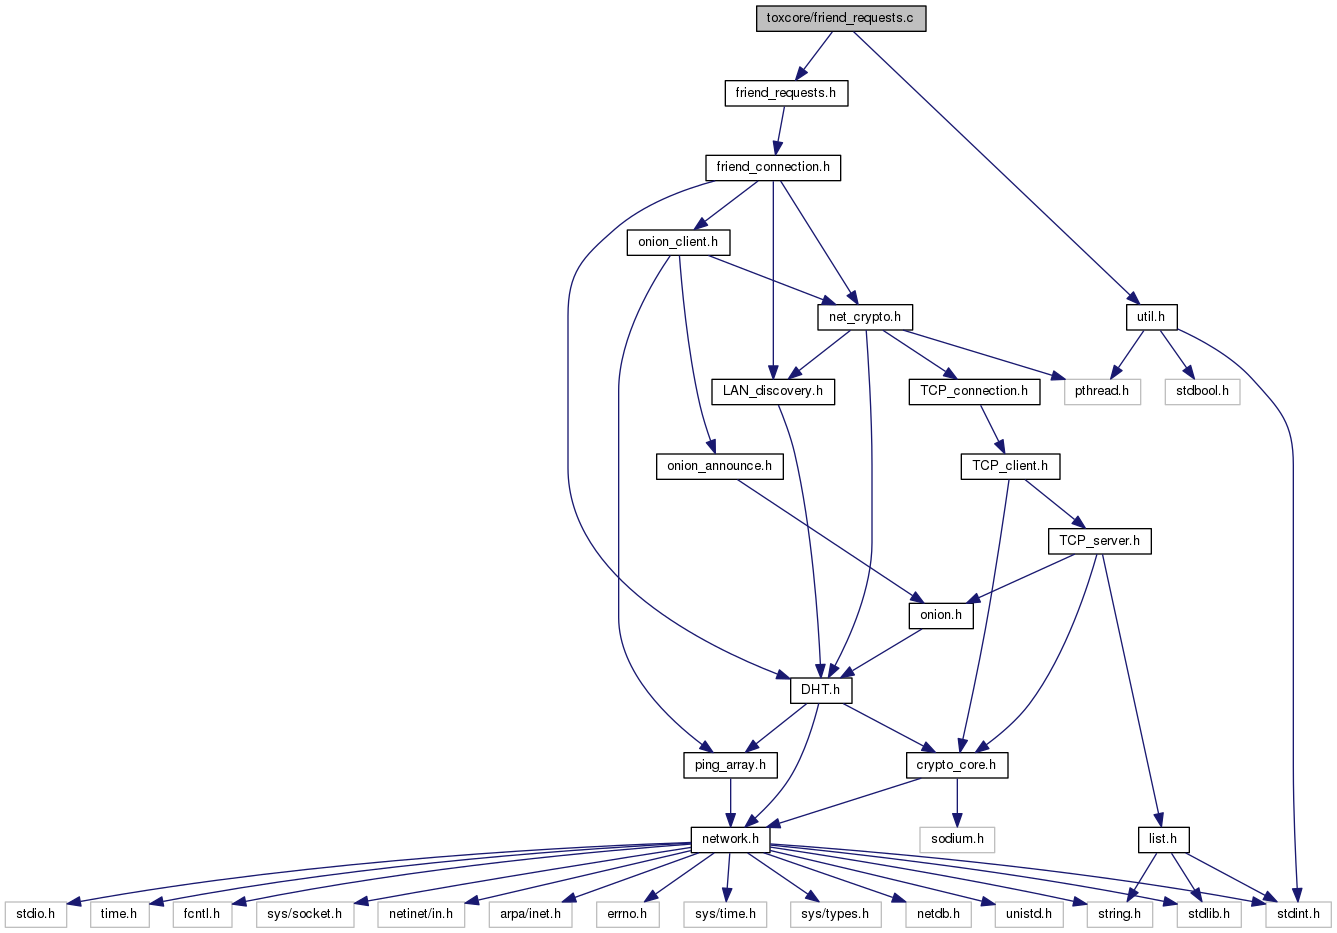 toxcore/friend_requests.c
friend_requests.h
friend_connection.h
onion_client.h
net_crypto.h
util.h
LAN_discovery.h
TCP_connection.h
pthread.h
stdbool.h
onion_announce.h
TCP_client.h
TCP_server.h
onion.h
DHT.h
ping_array.h
crypto_core.h
network.h
sodium.h
list.h
stdio.h
time.h
fcntl.h
sys/socket.h
netinet/in.h
arpa/inet.h
errno.h
sys/time.h
sys/types.h
netdb.h
unistd.h
string.h
stdlib.h
stdint.h